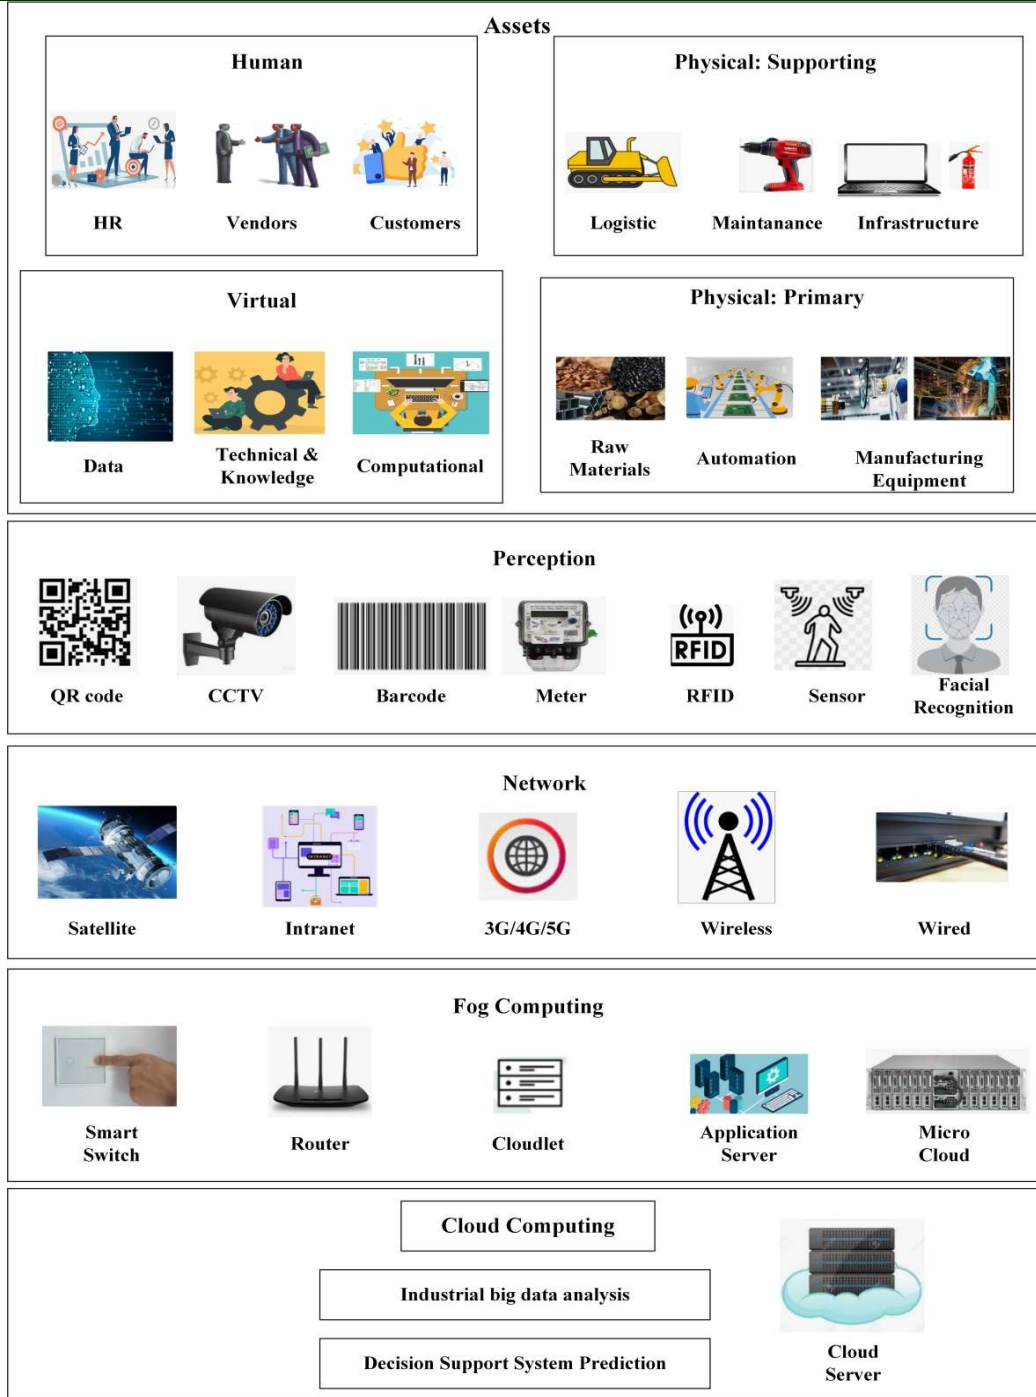 Assets
Human
HR
Vendors
Customers
Physical: Supporting
Logistic
Maintanance
Infrastructure
Virtual
Data
Technical &
Knowledge
Computational
Physical: Primary
Raw
Materials
Automation
Manufacturing
Equipment
Perception
QR code
CCTV
Barcode
Meter
RFID
RFID
Sensor
Facial
Recognition
Network
INTRANET
Satellite
Intranet
3G/4G/5G
Wireless
Wired
Fog Computing
Smart
Switch
Router
Cloudlet
Application
Server
Micro
Cloud
Cloud Computing
Industrial big data analysis
Decision Support System Prediction
Cloud
Server